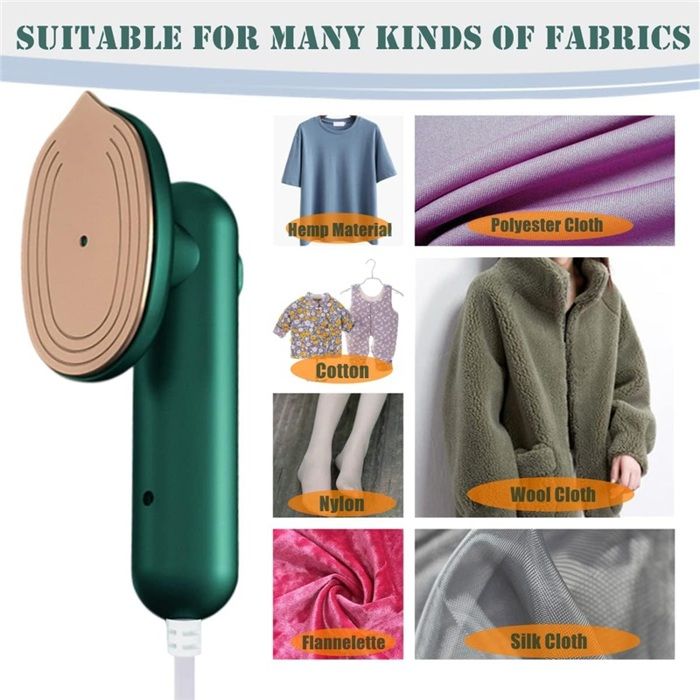 SUITABLE FOR MANY KINDS OF FABRICS
Hemp Material
Polyester Cloth
Cotton
Nylon
Wool Cloth
Flannelette
Silk Cloth